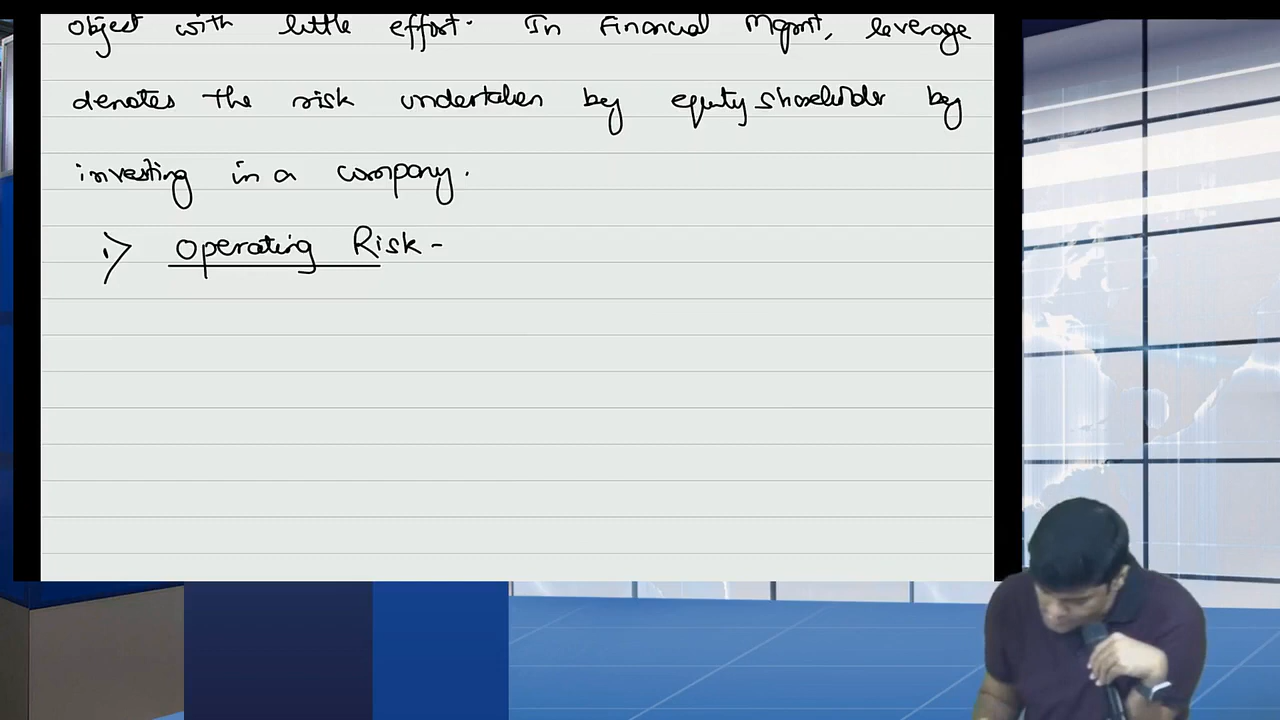 object with little effort. In Financial Mgmt, leverage
denotes the risk undertaken by equity shareholder by
investing in a company.
i> Operating Risk -